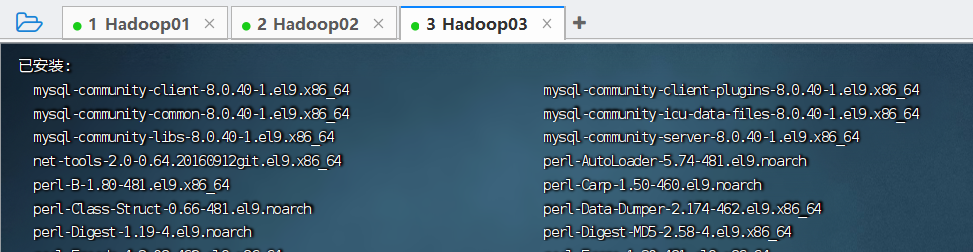 1 Hadoop01 × 2 Hadoop02 × 3 Hadoop03 × +
已安装:
mysql-community-client-8.0.40-1.el9.x86_64 mysql-community-client-plugins-8.0.40-1.el9.x86_64
mysql-community-common-8.0.40-1.el9.x86_64 mysql-community-icu-data-files-8.0.40-1.el9.x86_64
mysql-community-libs-8.0.40-1.el9.x86_64 mysql-community-server-8.0.40-1.el9.x86_64
net-tools-2.0-0.64.20160912git.el9.x86_64 perl-AutoLoader-5.74-481.el9.noarch
perl-B-1.80-481.el9.x86_64 perl-Carp-1.50-460.el9.noarch
perl-Class-Struct-0.66-481.el9.noarch perl-Data-Dumper-2.174-462.el9.x86_64
perl-Digest-1.19-4.el9.noarch perl-Digest-MD5-2.58-4.el9.x86_64